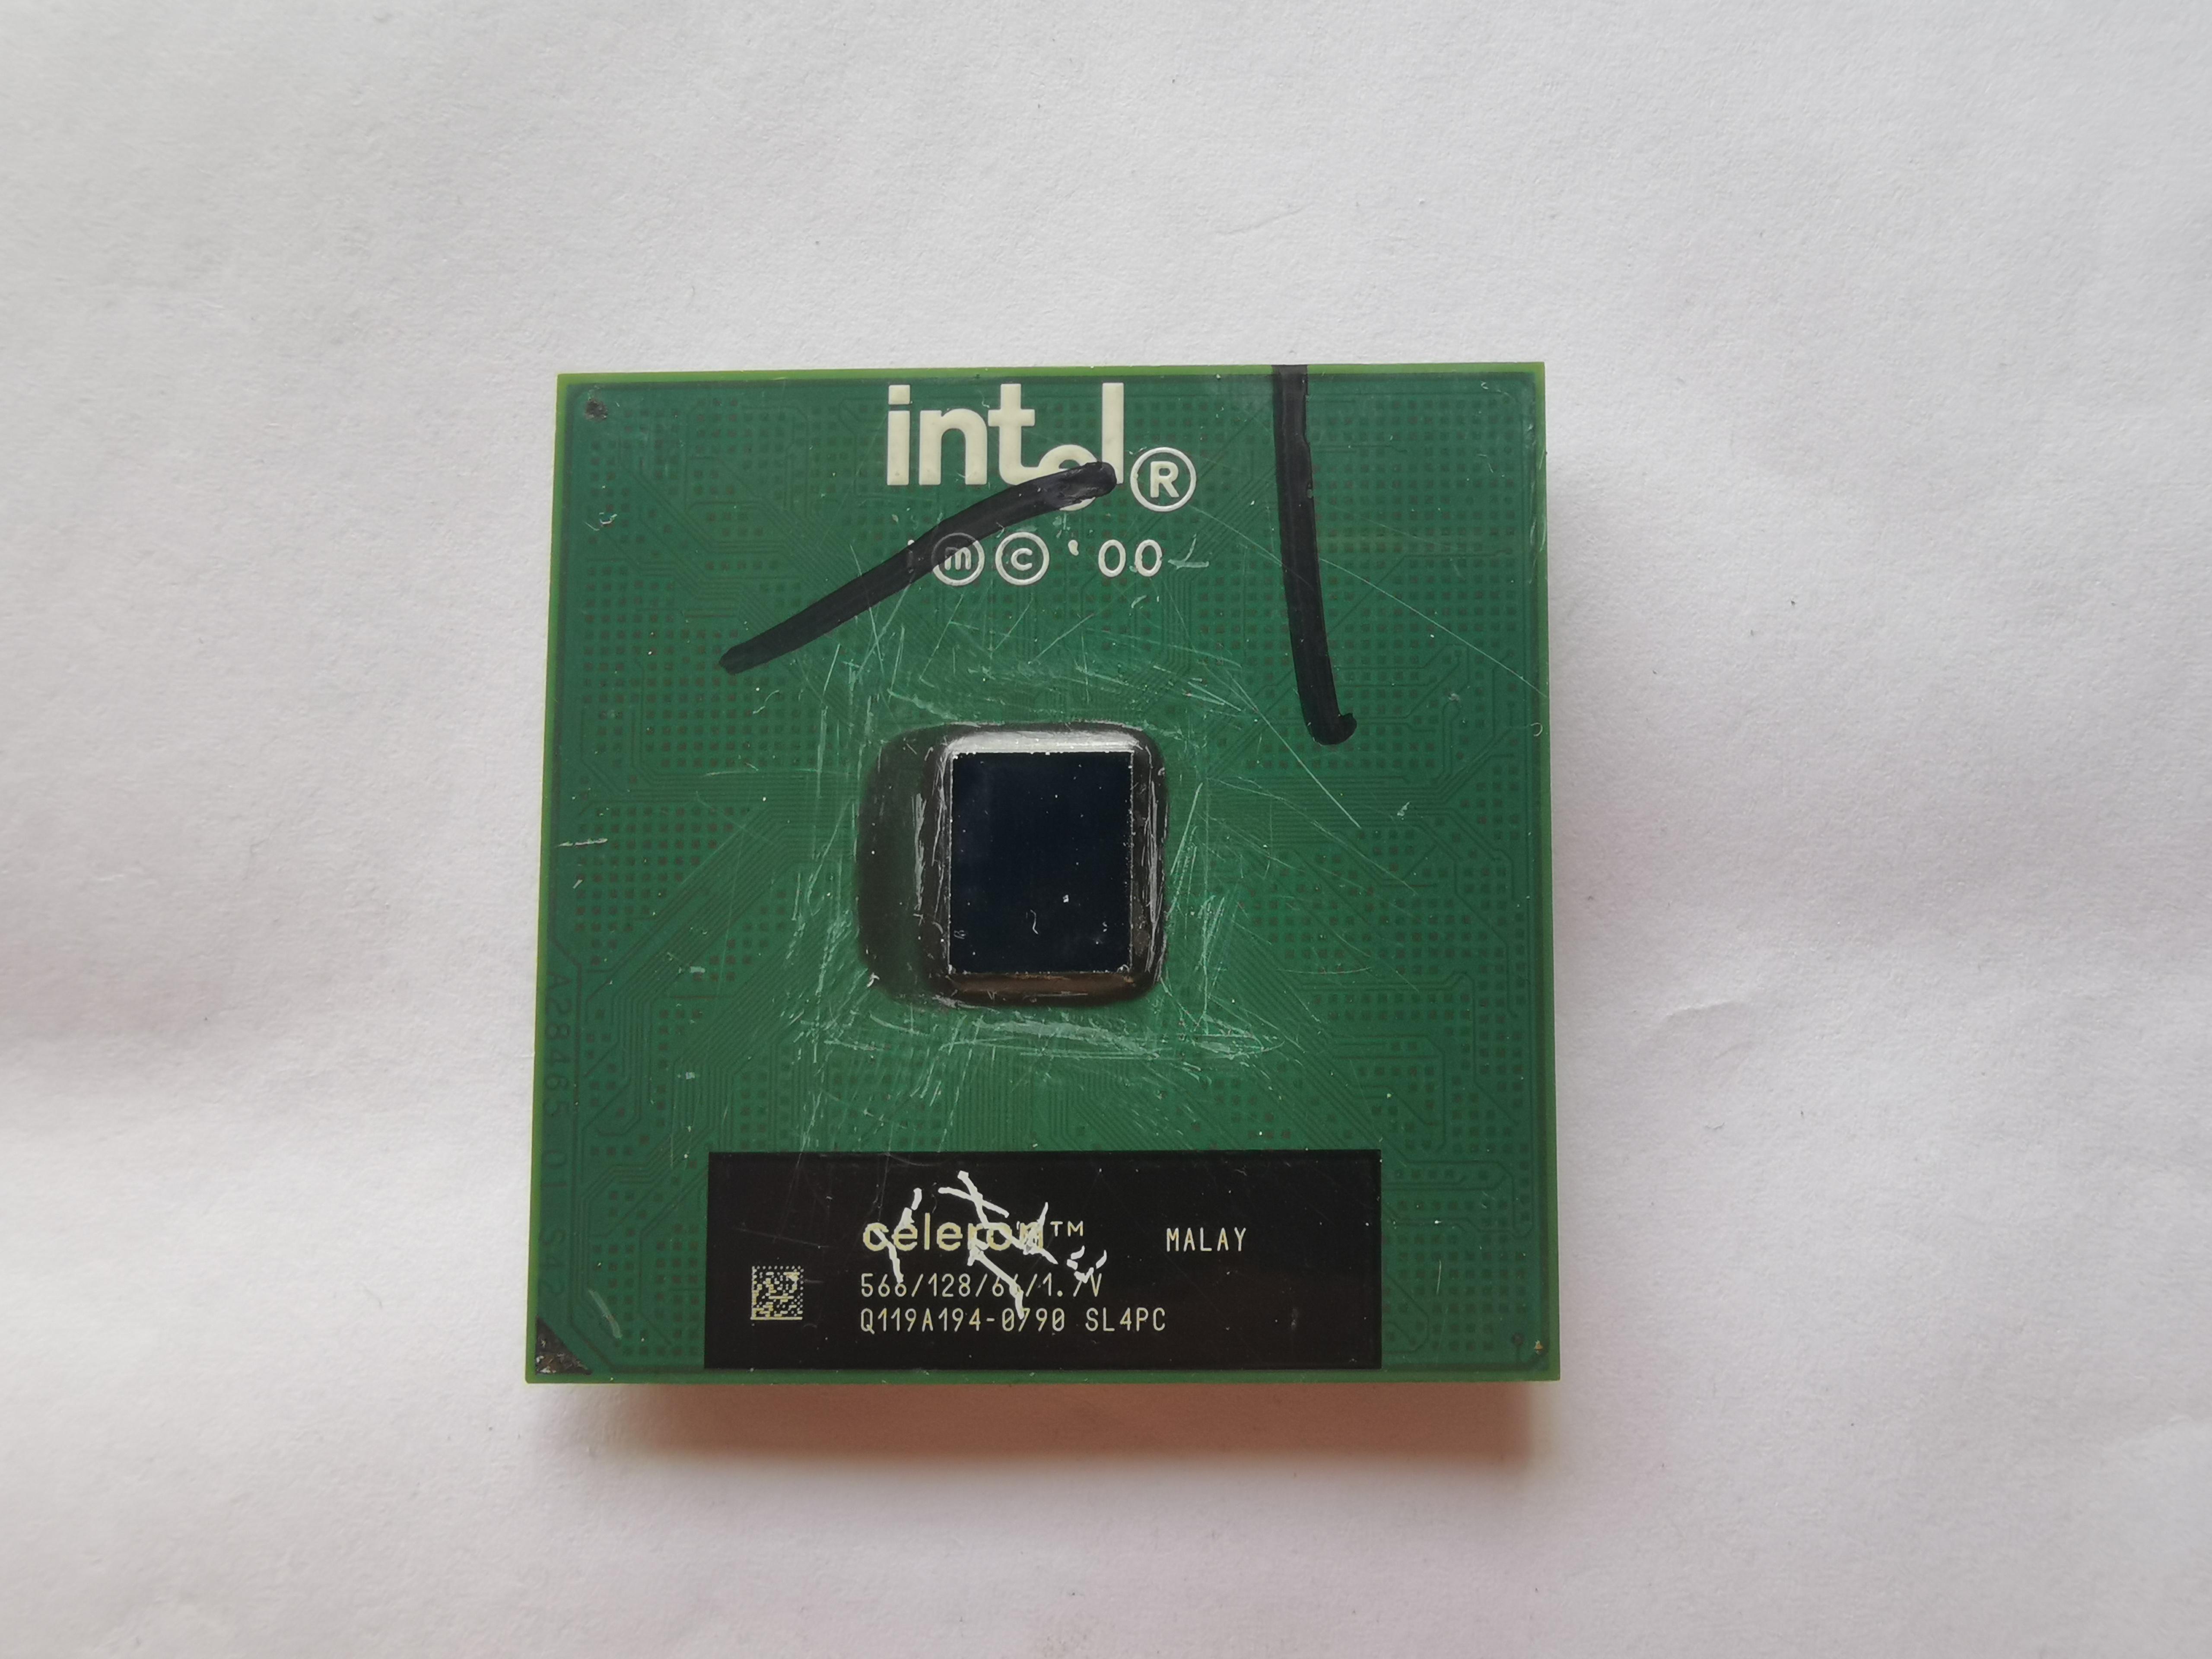 intel®
ⓜ © '00
celeron™ MALAY
566/128/66/1.7V
Q119A194-0790 SL4PC